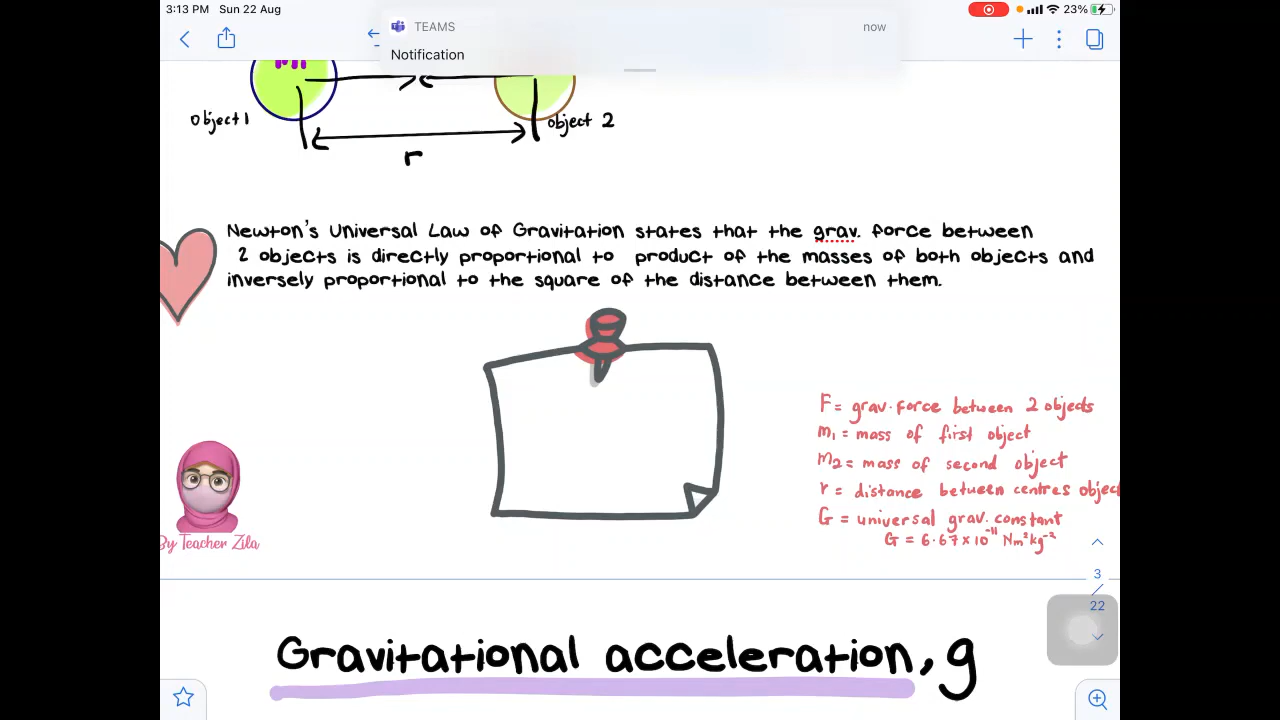 3:13 PM Sun 22 Aug
23%
TEAMS
now
Notification
object 1
object 2
r
Newton's Universal Law of Gravitation states that the grav. force between
2 objects is directly proportional to product of the masses of both objects and
inversely proportional to the square of the distance between them.
F = grav. force between 2 objects
m₁ = mass of first object
m₂ = mass of second object
r = distance between centres object
G = universal grav. constant
G = 6.67 × 10⁻¹¹ Nm²kg⁻²
By Teacher Zila
3
22
Gravitational acceleration, g